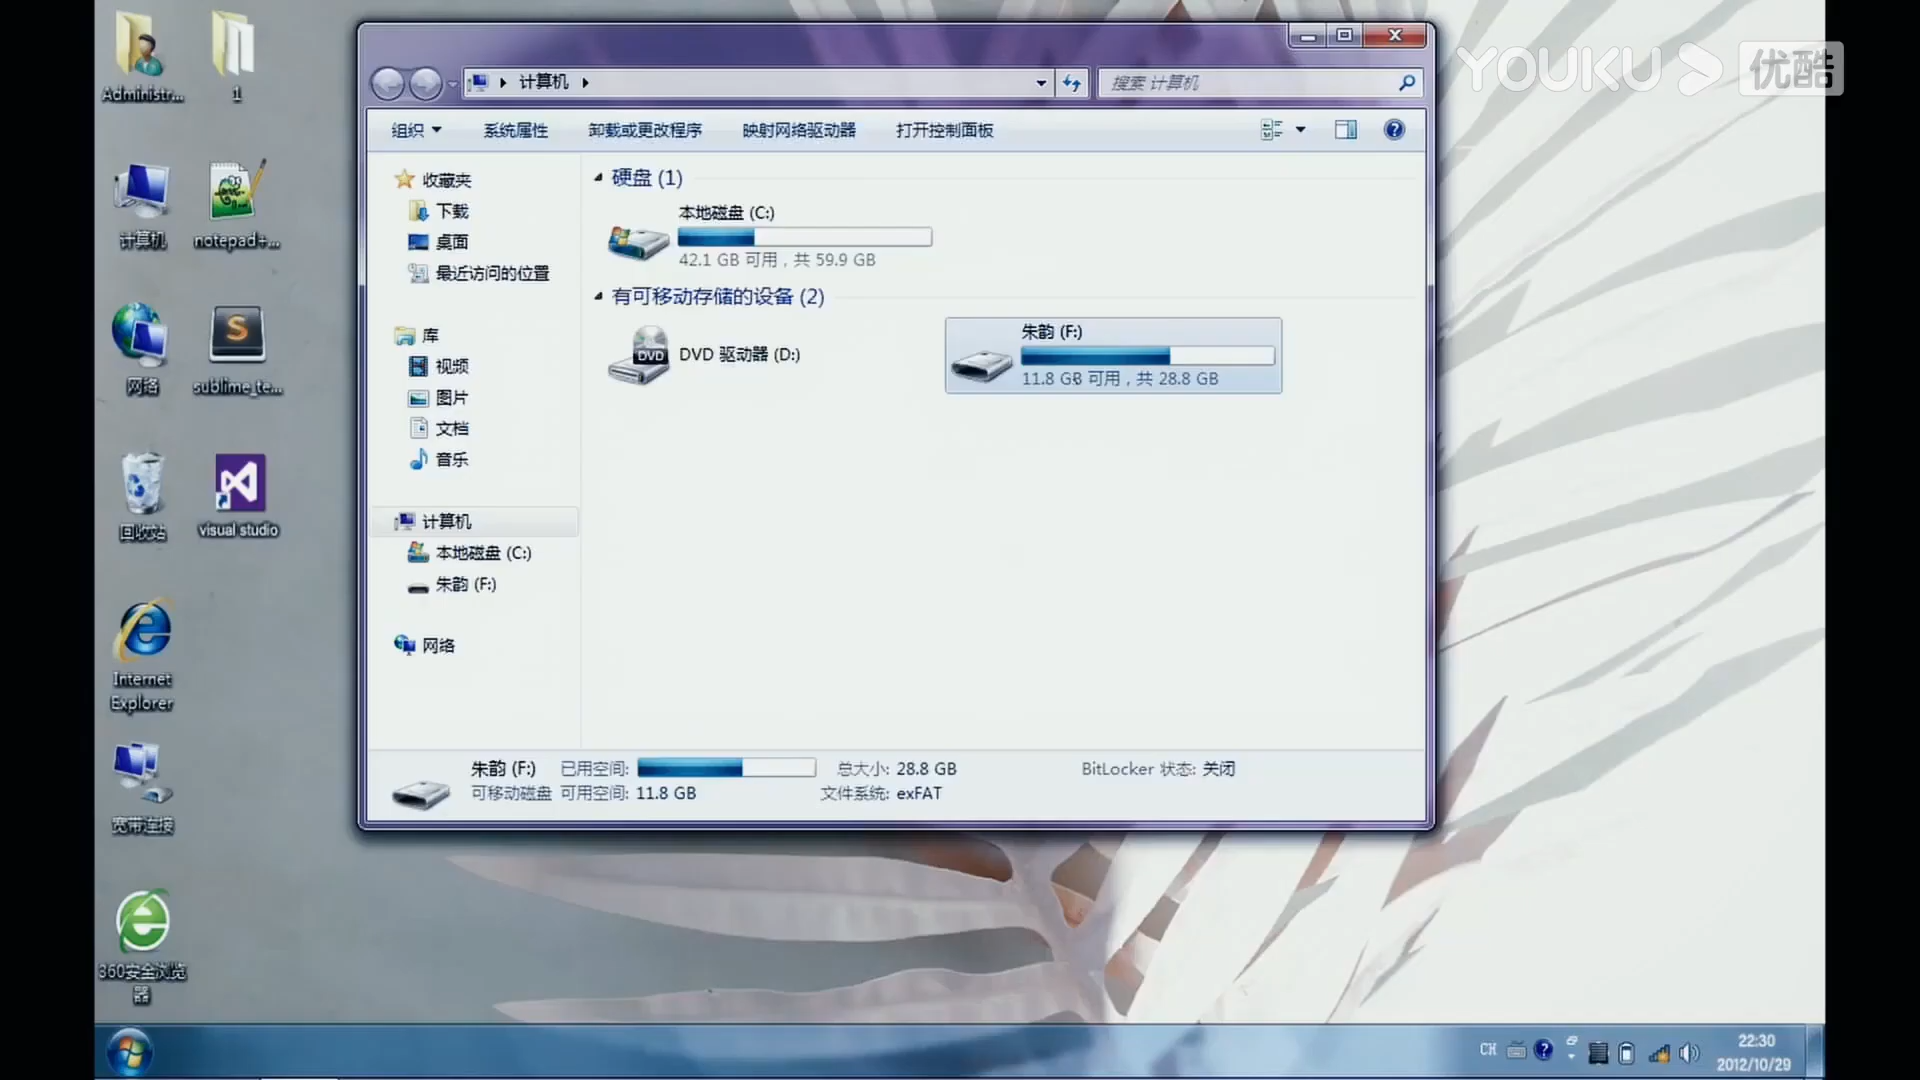 Administr...
1
计算机
notepad+...
网络
sublime_te...
回收站
visual studio
Internet
Explorer
宽带连接
360安全浏览
器
计算机
搜索 计算机
YOUKU 优酷
组织
系统属性
卸载或更改程序
映射网络驱动器
打开控制面板
收藏夹
下载
桌面
最近访问的位置
库
视频
图片
文档
音乐
计算机
本地磁盘 (C:)
朱韵 (F:)
网络
硬盘 (1)
本地磁盘 (C:)
42.1 GB 可用，共 59.9 GB
有可移动存储的设备 (2)
DVD
DVD 驱动器 (D:)
朱韵 (F:)
11.8 GB 可用，共 28.8 GB
朱韵 (F:) 已用空间: 总大小: 28.8 GB BitLocker 状态: 关闭
可移动磁盘 可用空间: 11.8 GB 文件系统: exFAT
CH
22:30
2012/10/29